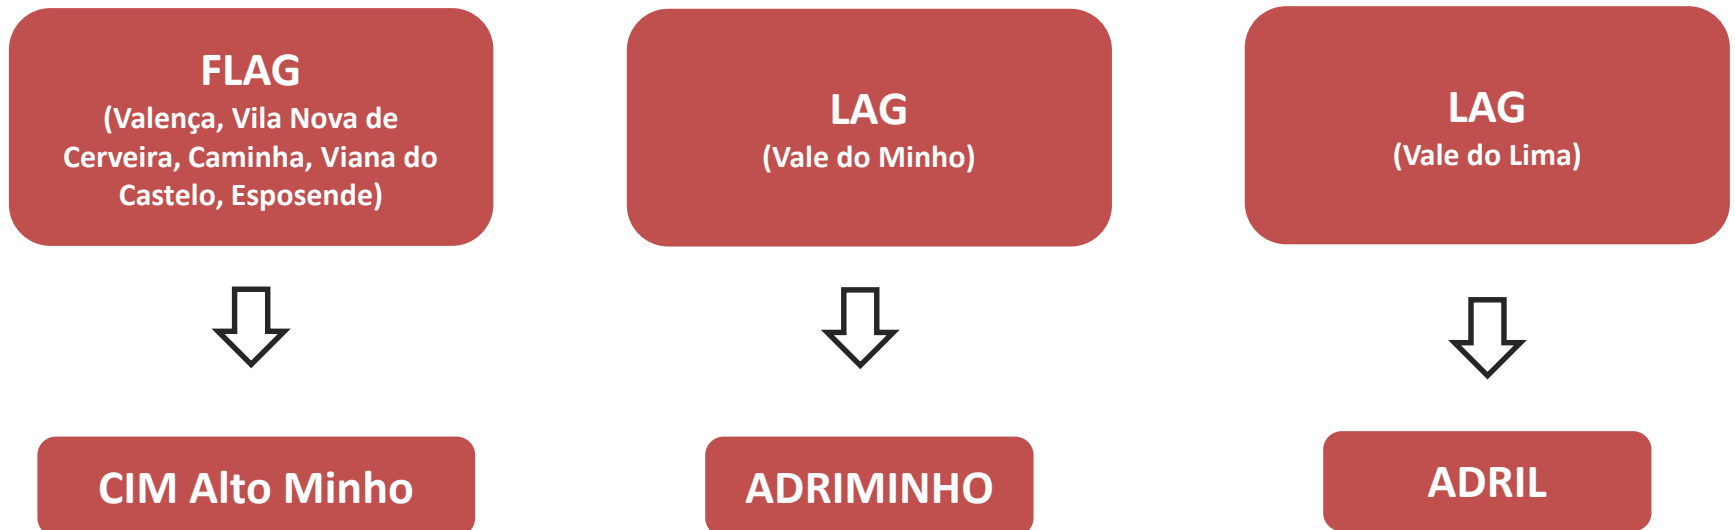 FLAG
(Valença, Vila Nova de
Cerveira, Caminha, Viana do
Castelo, Esposende)
LAG
(Vale do Minho)
LAG
(Vale do Lima)
CIM Alto Minho
ADRIMINHO
ADRIL